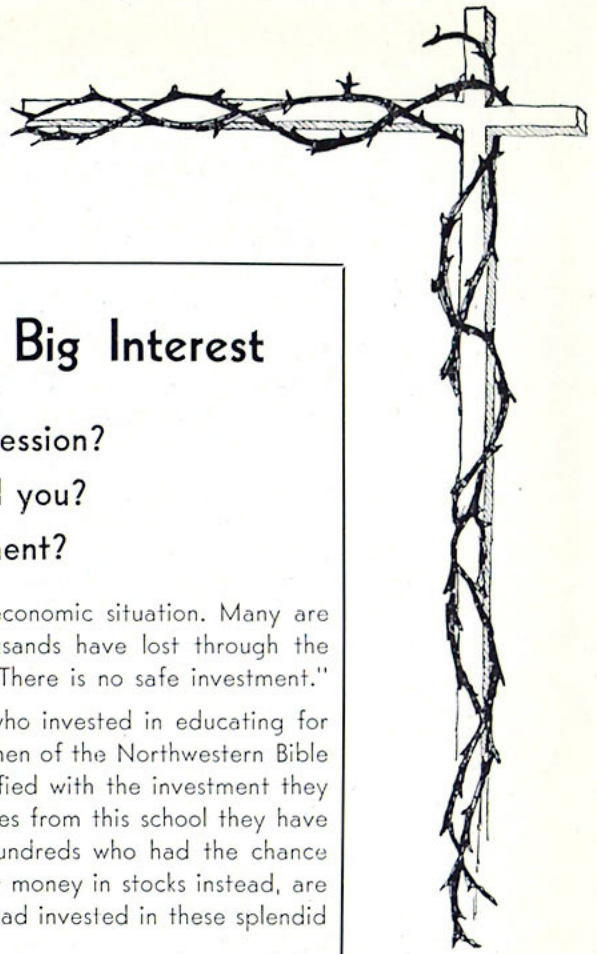 Big Interest
ession?
you?
ent?
economic situation. Many are
sands have lost through the
There is no safe investment."
who invested in educating for
men of the Northwestern Bible
fied with the investment they
es from this school they have
undreds who had the chance
money in stocks instead, are
ad invested in these splendid